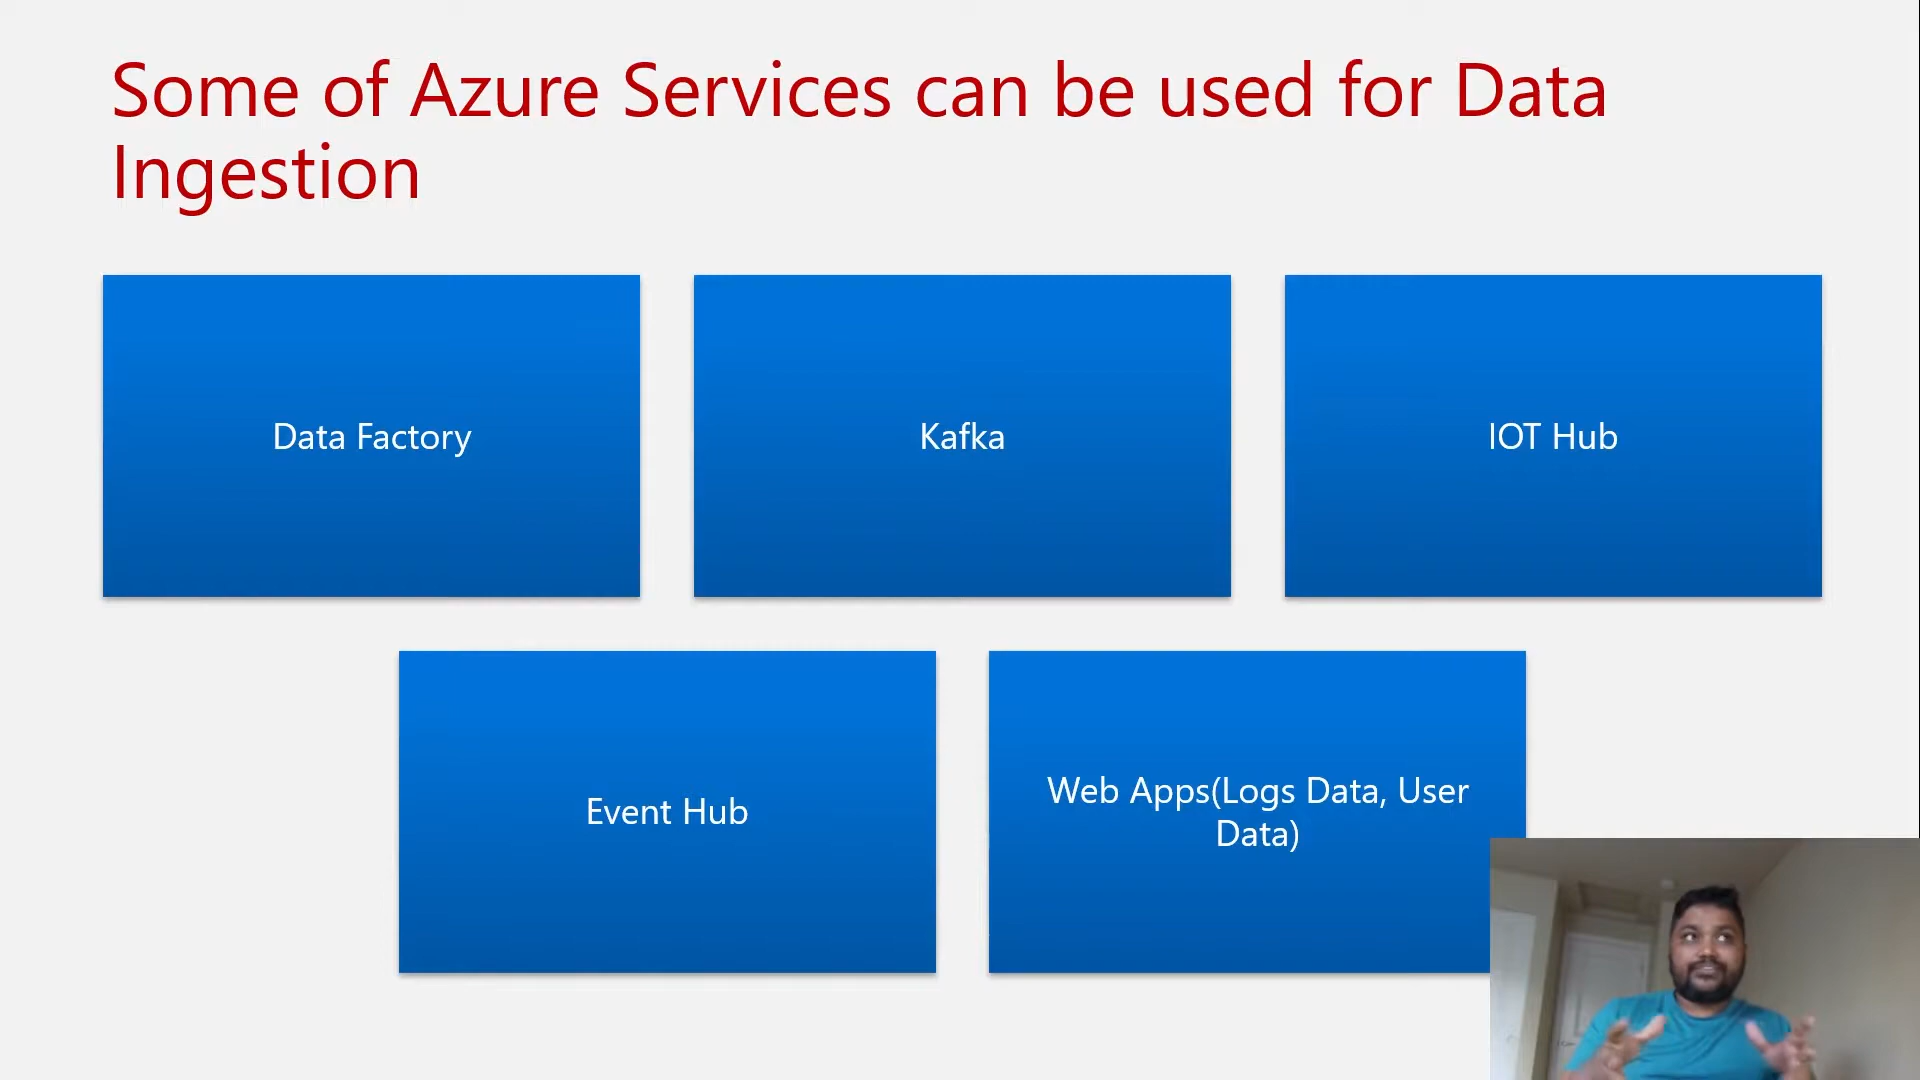 Some of Azure Services can be used for Data
Ingestion
Data Factory
Kafka
IOT Hub
Event Hub
Web Apps(Logs Data, User
Data)